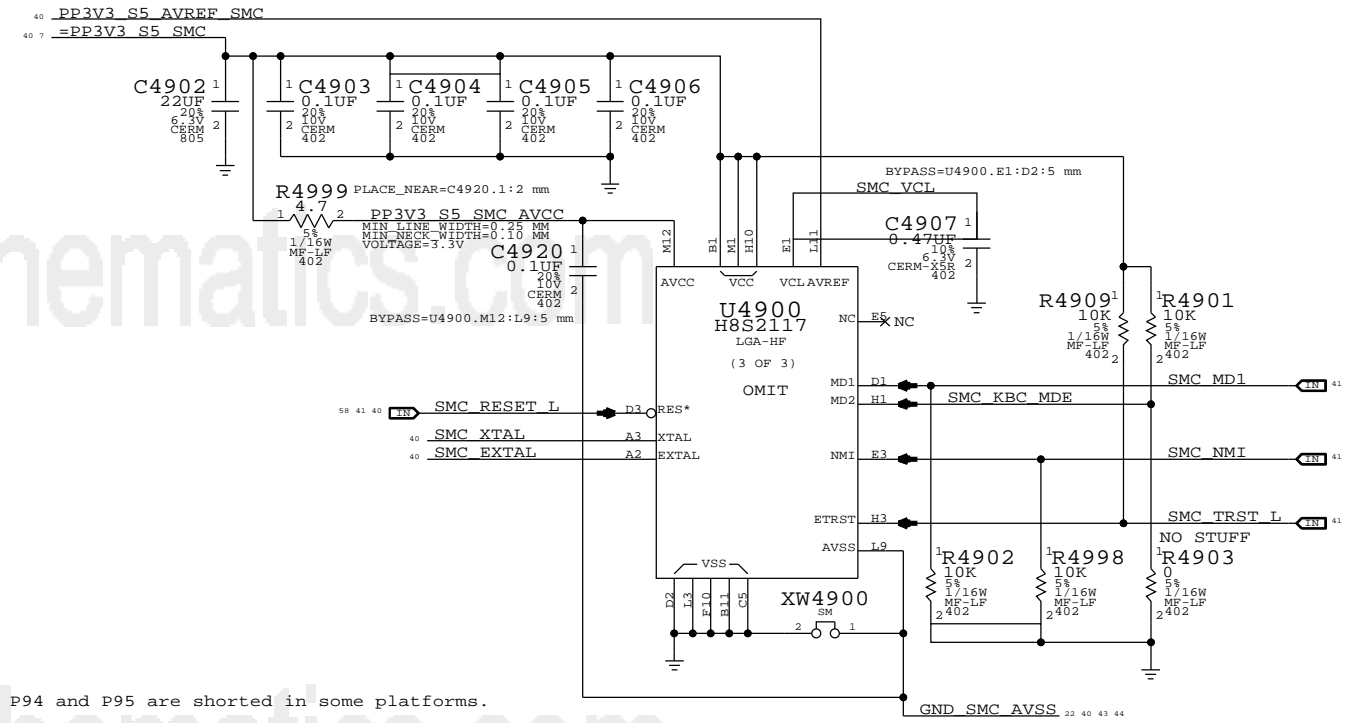 40 PP3V3_S5_AVREF_SMC
40 7 =PP3V3_S5_SMC
C4902 1
22UF
20%
6.3V
CERM
805
2
1 C4903
0.1UF
20%
10V
CERM
402
2
1 C4904
0.1UF
20%
10V
CERM
402
2
1 C4905
0.1UF
20%
10V
CERM
402
2
1 C4906
0.1UF
20%
10V
CERM
402
2
R4999 PLACE_NEAR=C4920.1:2 mm
4.7
1 2
5%
1/16W
MF-LF
402
PP3V3_S5_SMC_AVCC
MIN_LINE_WIDTH=0.25 MM
MIN_NECK_WIDTH=0.10 MM
VOLTAGE=3.3V
C4920 1
0.1UF
20%
10V
CERM
402
2
BYPASS=U4900.M12:L9:5 mm
BYPASS=U4900.E1:D2:5 mm
SMC_VCL
C4907 1
0.47UF
10%
6.3V
CERM-X5R
402
2
M12 B1 M1 H10 E1 L11
AVCC VCC VCL AVREF
U4900
H8S2117
LGA-HF
(3 OF 3)
OMIT
NC E5 NC
MD1 D1 SMC_MD1 IN 41
MD2 H1 SMC_KBC_MDE
NMI E3 SMC_NMI IN 41
ETRST H3 SMC_TRST_L IN 41
AVSS L9
58 41 40 IN SMC_RESET_L D3 RES*
40 SMC_XTAL A3 XTAL
40 SMC_EXTAL A2 EXTAL
R4909 1
10K
5%
1/16W
MF-LF
402 2
1 R4901
10K
5%
1/16W
MF-LF
2 402
NO STUFF
1 R4902
10K
5%
1/16W
MF-LF
2 402
1 R4998
10K
5%
1/16W
MF-LF
2 402
1 R4903
0
5%
1/16W
MF-LF
2 402
VSS
D2 L3 F10 B11 C5
XW4900
SM
2 1
GND_SMC_AVSS 22 40 43 44
P94 and P95 are shorted in some platforms.
hematics.com
hematics.com